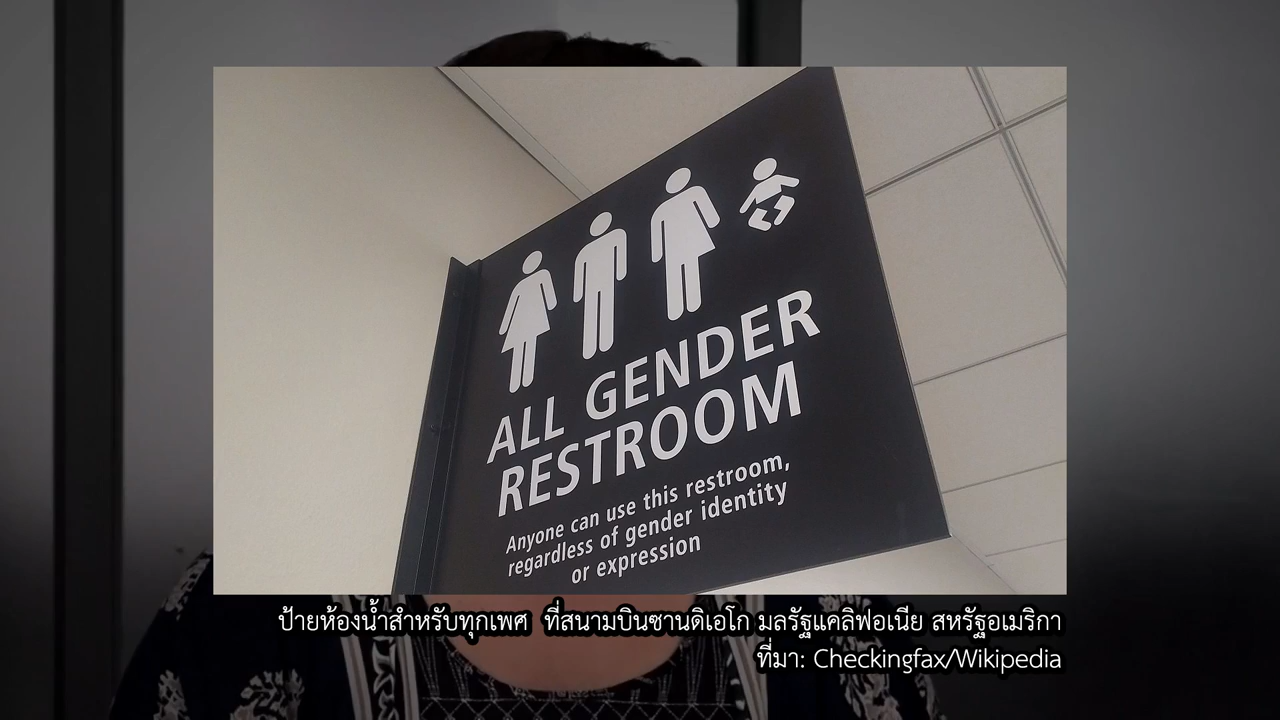 ALL GENDER
RESTROOM
Anyone can use this restroom,
regardless of gender identity
or expression
ป้ายห้องน้ำสำหรับทุกเพศ ที่สนามบินซานดิเอโก มลรัฐแคลิฟอเนีย สหรัฐอเมริกา
ที่มา: Checkingfax/Wikipedia